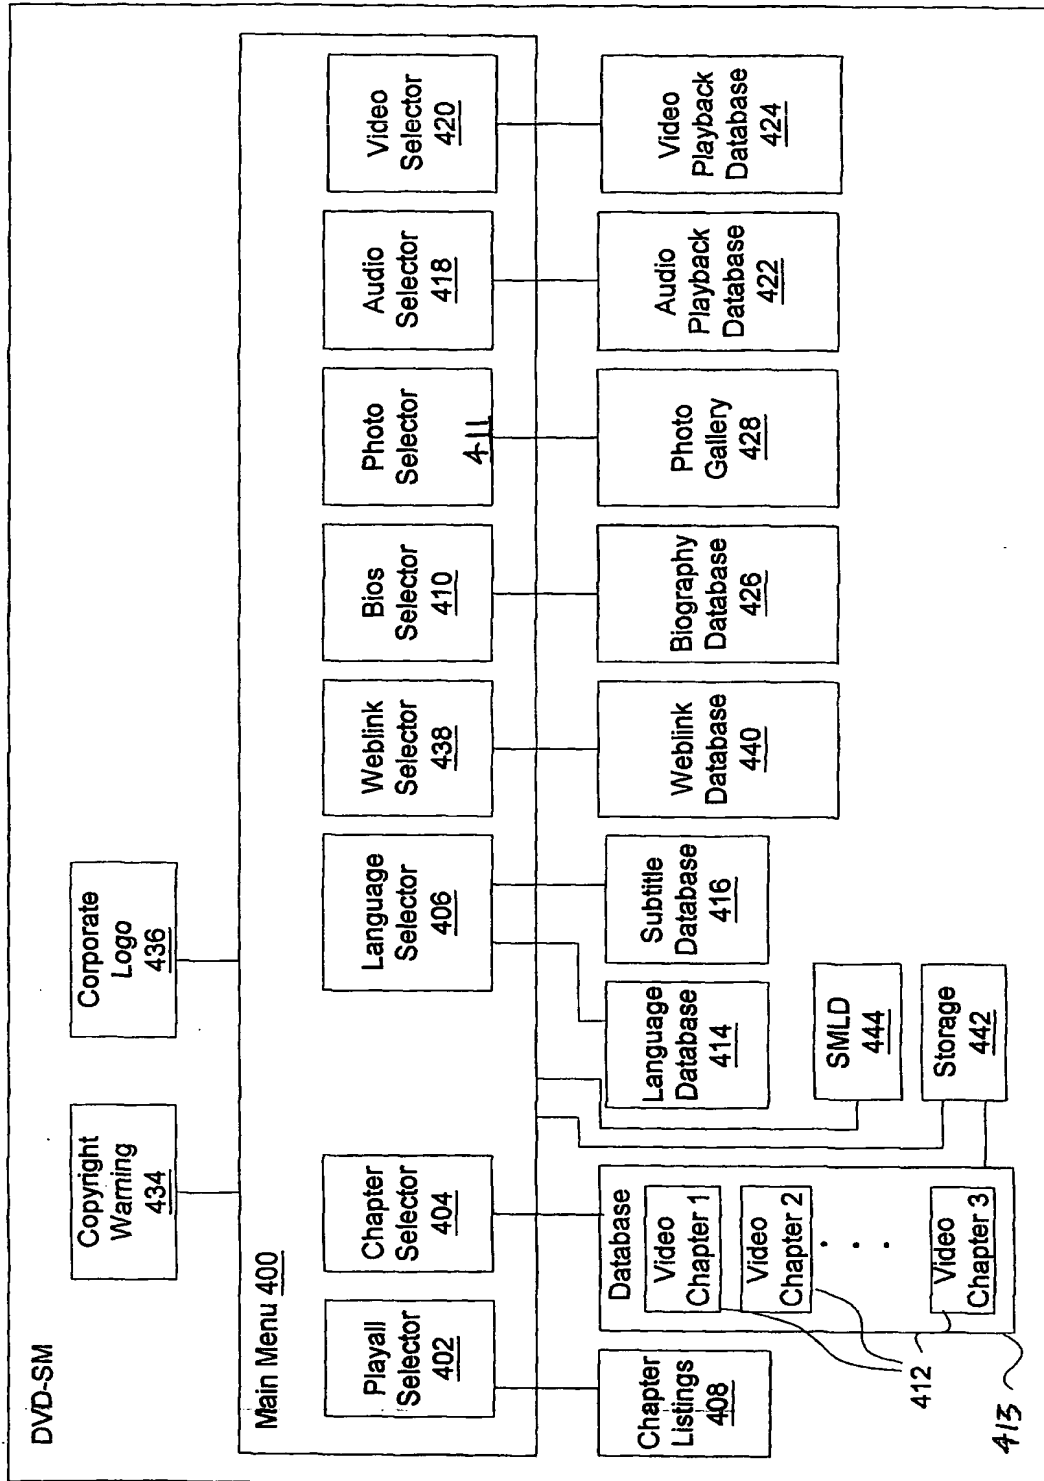 DVD-SM
Copyright
Warning
434
Corporate
Logo
436
Main Menu 400
Playall
Selector
402
Chapter
Selector
404
Language
Selector
406
Weblink
Selector
438
Bios
Selector
410
Photo
Selector
411
Audio
Selector
418
Video
Selector
420
Chapter
Listings
408
Database
Video
Chapter 1
Video
Chapter 2
. . .
Video
Chapter 3
412
413
Language
Database
414
Subtitle
Database
416
SMLD
444
Storage
442
Weblink
Database
440
Biography
Database
426
Photo
Gallery
428
Audio
Playback
Database
422
Video
Playback
Database
424